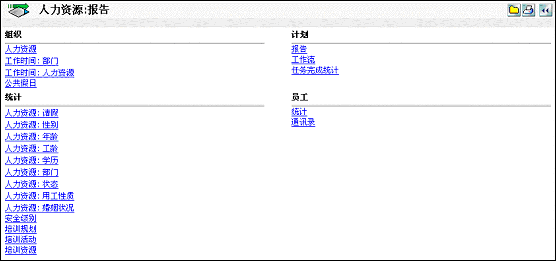 人力资源:报告
组织
人力资源
工作时间: 部门
工作时间: 人力资源
公共假日
计划
报告
工作流
任务完成统计
统计
人力资源: 请假
人力资源: 性别
人力资源: 年龄
人力资源: 工龄
人力资源: 学历
人力资源: 部门
人力资源: 状态
人力资源: 用工性质
人力资源: 婚姻状况
安全级别
培训规划
培训活动
培训资源
员工
统计
通讯录